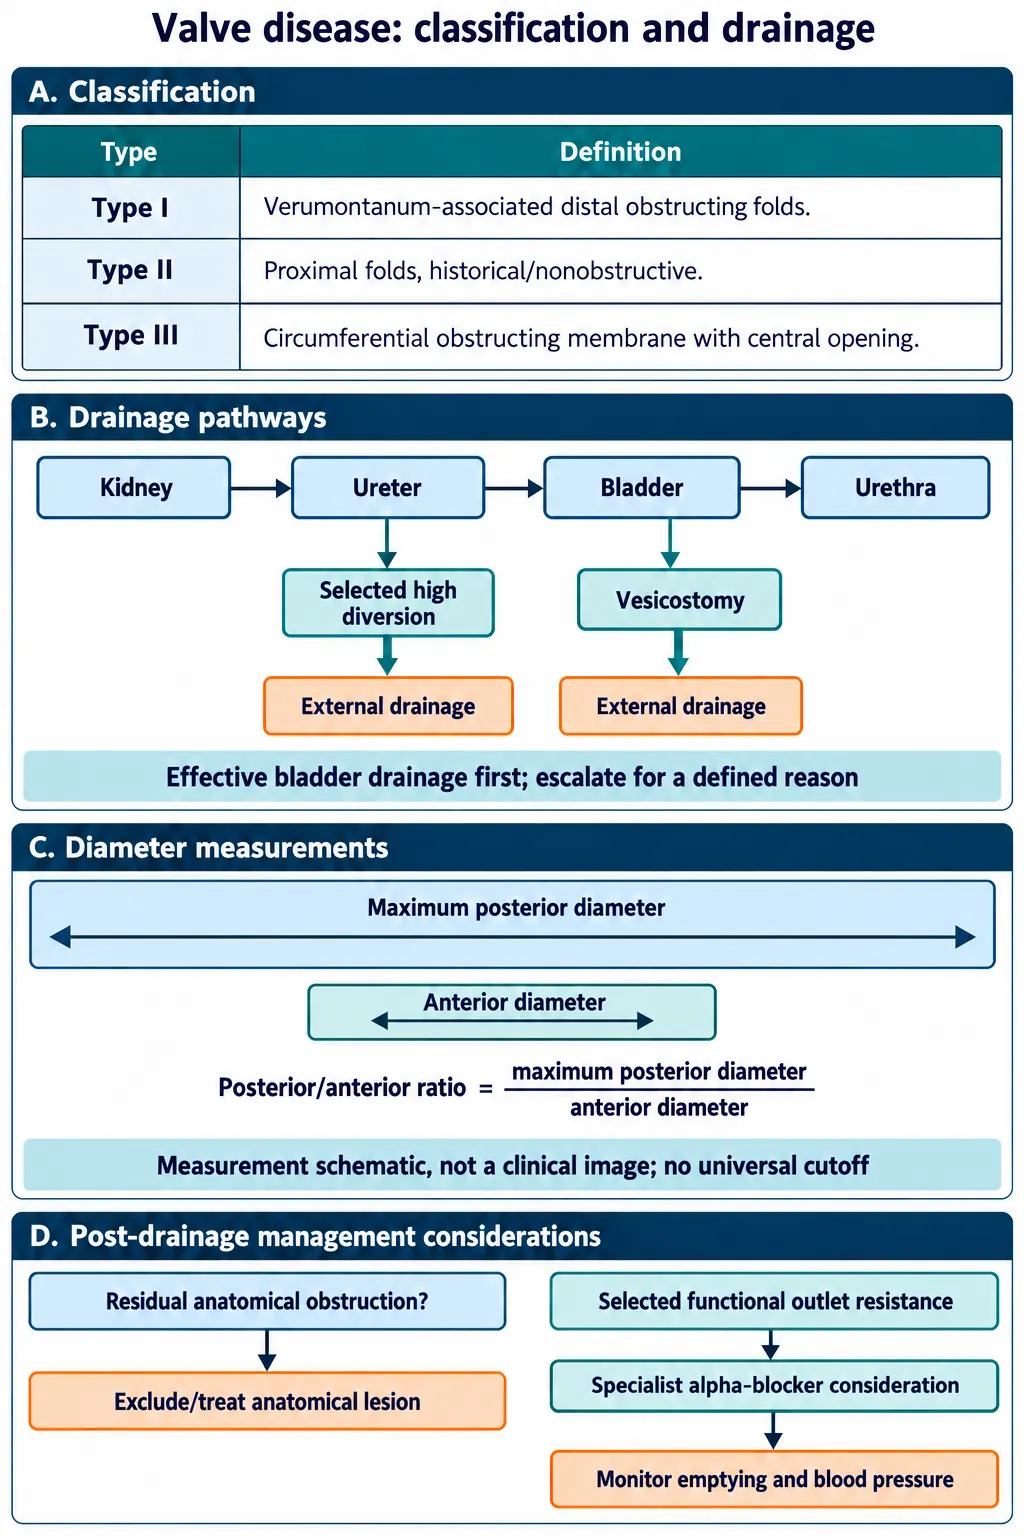 Valve disease: classification and drainage
A. Classification
Type
Definition
Type I
Verumontanum-associated distal obstructing folds.
Type II
Proximal folds, historical/nonobstructive.
Type III
Circumferential obstructing membrane with central opening.
B. Drainage pathways
Kidney
Ureter
Bladder
Urethra
Selected high
diversion
Vesicostomy
External drainage
External drainage
Effective bladder drainage first; escalate for a defined reason
C. Diameter measurements
Maximum posterior diameter
Anterior diameter
Posterior/anterior ratio =
maximum posterior diameter
anterior diameter
Measurement schematic, not a clinical image; no universal cutoff
D. Post-drainage management considerations
Residual anatomical obstruction?
Exclude/treat anatomical lesion
Selected functional outlet resistance
Specialist alpha-blocker consideration
Monitor emptying and blood pressure